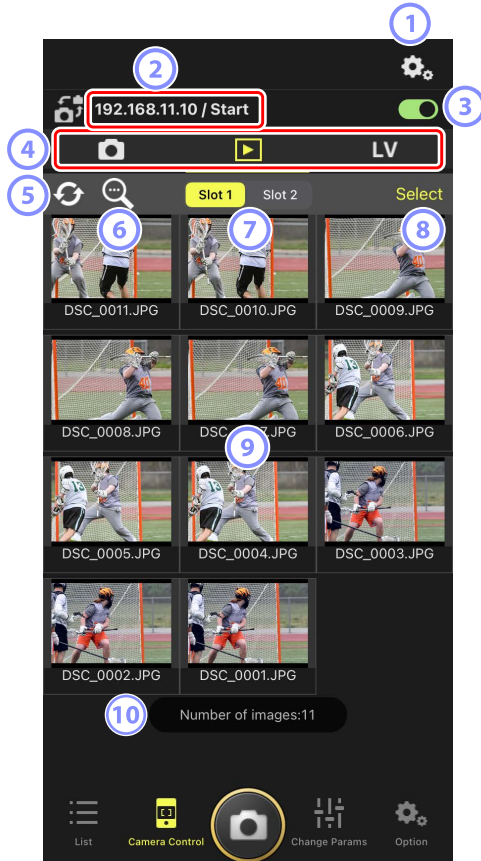 1
2
192.168.11.10 / Start
3
4
LV
5
Slot 1 Slot 2 Select
6 7 8
DSC_0011.JPG DSC_0010.JPG DSC_0009.JPG
DSC_0008.JPG DSC_0007.JPG DSC_0006.JPG
9
DSC_0005.JPG DSC_0004.JPG DSC_0003.JPG
DSC_0002.JPG DSC_0001.JPG
10
Number of images:11
List Camera Control Change Params Option